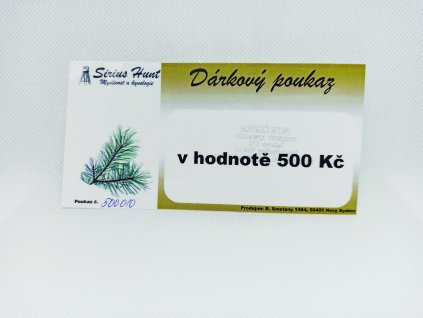 Sirius Hunt
Myslivost a kynologie
Dárkový poukaz
v hodnotě 500 Kč
Poukaz č. 500010
Prodejna: B. Smetany 1484, 50401 Nový Bydžov